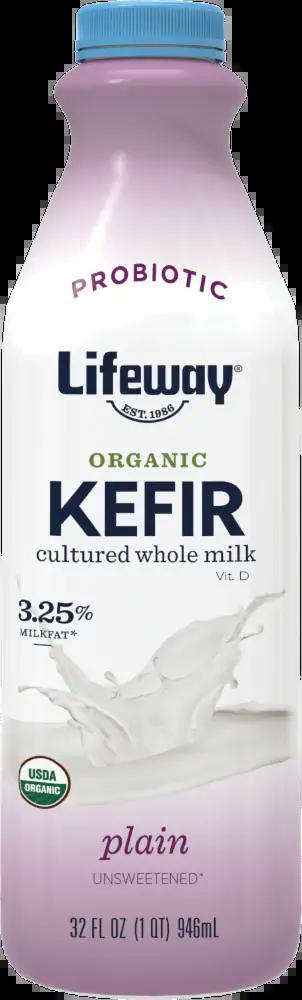 PROBIOTIC
Lifeway®
EST. 1986
ORGANIC
KEFIR
cultured whole milk
Vit. D
3.25%
MILKFAT*
USDA
ORGANIC
plain
UNSWEETENED*
32 FL OZ (1 QT) 946mL